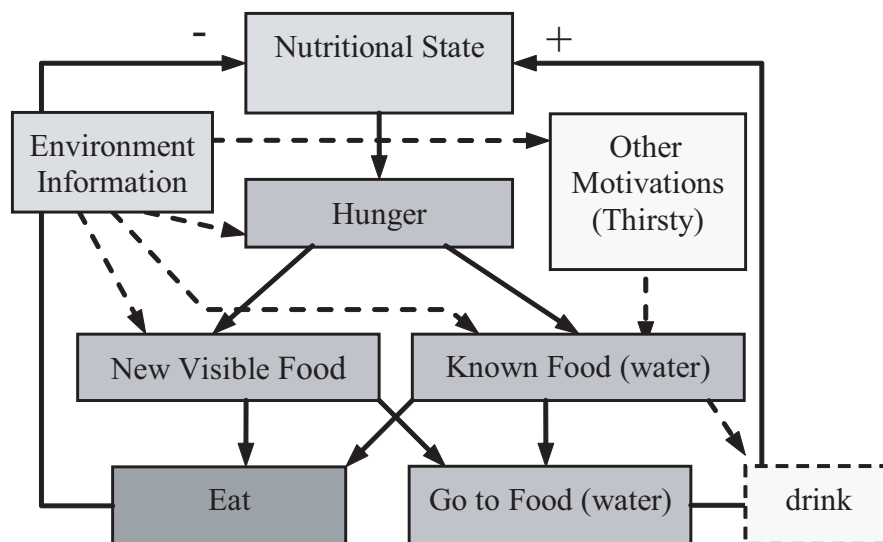 -
Nutritional State
+
Environment
Information
Other
Motivations
(Thirsty)
Hunger
New Visible Food
Known Food (water)
Eat
Go to Food (water)
drink